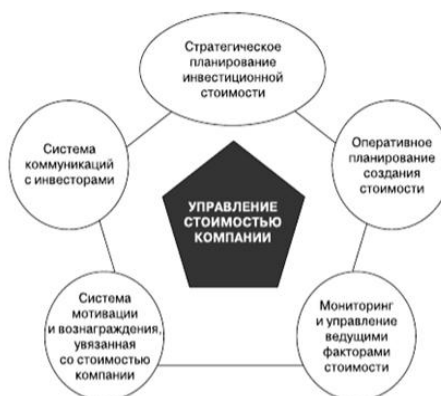 Стратегическое
планирование
инвестиционной
стоимости
Система
коммуникаций
с инвесторами
Оперативное
планирование
создания
стоимости
УПРАВЛЕНИЕ
СТОИМОСТЬЮ
КОМПАНИИ
Система
мотивации
и вознаграждения,
увязанная
со стоимостью
компании
Мониторинг
и управление
ведущими
факторами
стоимости